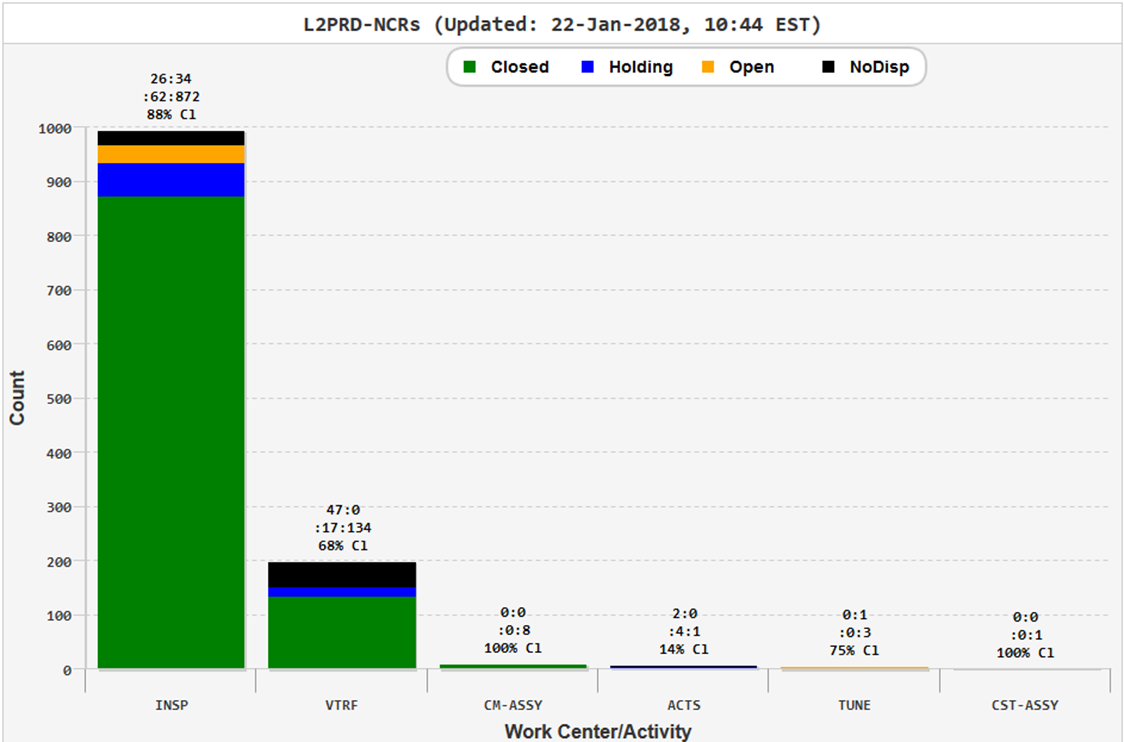 L2PRD-NCRs (Updated: 22-Jan-2018, 10:44 EST)
Closed Holding Open NoDisp
26:34
:62:872
88% Cl
1000
900
800
700
600
500
400
300
200
100
0
Count
47:0
:17:134
68% Cl
0:0
:0:8
100% Cl
2:0
:4:1
14% Cl
0:1
:0:3
75% Cl
0:0
:0:1
100% Cl
INSP VTRF CM-ASSY ACTS TUNE CST-ASSY
Work Center/Activity